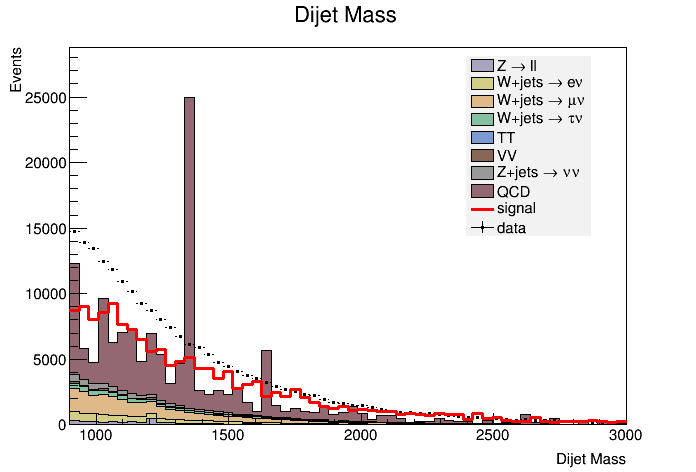 Dijet Mass
Events
25000
20000
15000
10000
5000
0
1000
1500
2000
2500
3000
Dijet Mass
Z → ll
W+jets → eν
W+jets → μν
W+jets → τν
TT
VV
Z+jets → νν
QCD
signal
data